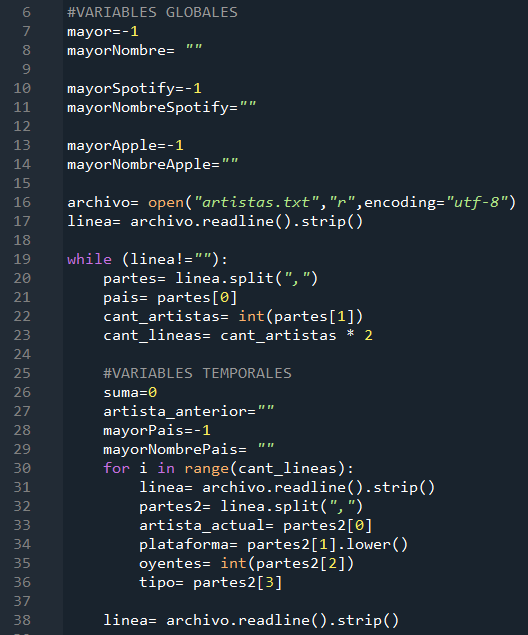 6 #VARIABLES GLOBALES
7 mayor=-1
8 mayorNombre= ""
9
10 mayorSpotify=-1
11 mayorNombreSpotify=""
12
13 mayorApple=-1
14 mayorNombreApple=""
15
16 archivo= open("artistas.txt","r",encoding="utf-8")
17 linea= archivo.readline().strip()
18
19 while (linea!=""):
20     partes= linea.split(",")
21     pais= partes[0]
22     cant_artistas= int(partes[1])
23     cant_lineas= cant_artistas * 2
24
25     #VARIABLES TEMPORALES
26     suma=0
27     artista_anterior=""
28     mayorPais=-1
29     mayorNombrePais= ""
30     for i in range(cant_lineas):
31         linea= archivo.readline().strip()
32         partes2= linea.split(",")
33         artista_actual= partes2[0]
34         plataforma= partes2[1].lower()
35         oyentes= int(partes2[2])
36         tipo= partes2[3]
37
38     linea= archivo.readline().strip()